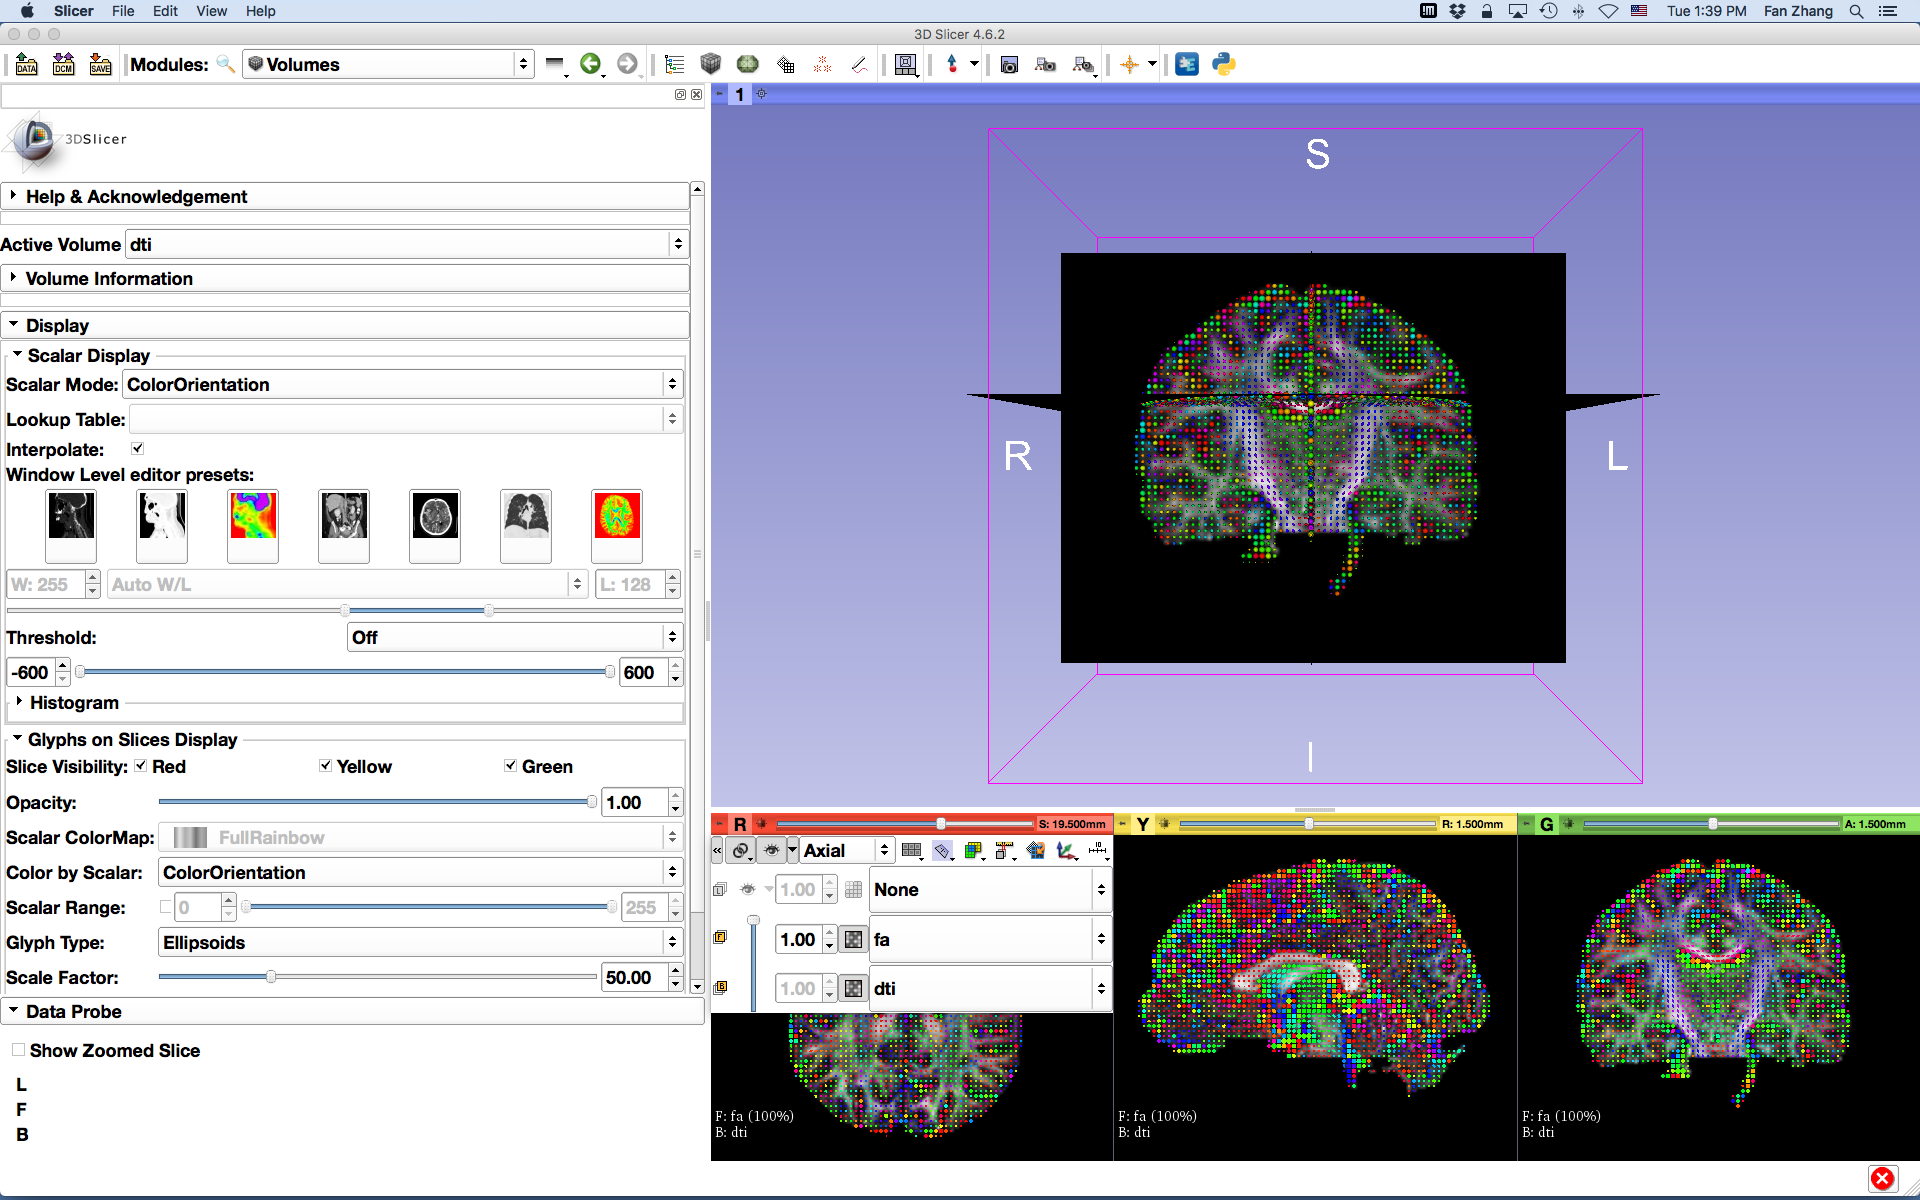 Slicer File Edit View Help Tue 1:39 PM Fan Zhang
3D Slicer 4.6.2
DATA DCM SAVE Modules: Volumes
1
3DSlicer
Help & Acknowledgement
Active Volume dti
Volume Information
Display
Scalar Display
Scalar Mode: ColorOrientation
Lookup Table:
Interpolate:
Window Level editor presets:
W: 255 Auto W/L L: 128
Threshold: Off
-600 600
Histogram
Glyphs on Slices Display
Slice Visibility: Red Yellow Green
Opacity: 1.00
Scalar ColorMap: FullRainbow
Color by Scalar: ColorOrientation
Scalar Range: 0 255
Glyph Type: Ellipsoids
Scale Factor: 50.00
Data Probe
Show Zoomed Slice
L
F
B
S
R L
I
R S: 19.500mm
Axial
1.00 None
F 1.00 fa
B 1.00 dti
F: fa (100%)
B: dti
Y R: 1.500mm
F: fa (100%)
B: dti
G A: 1.500mm
F: fa (100%)
B: dti